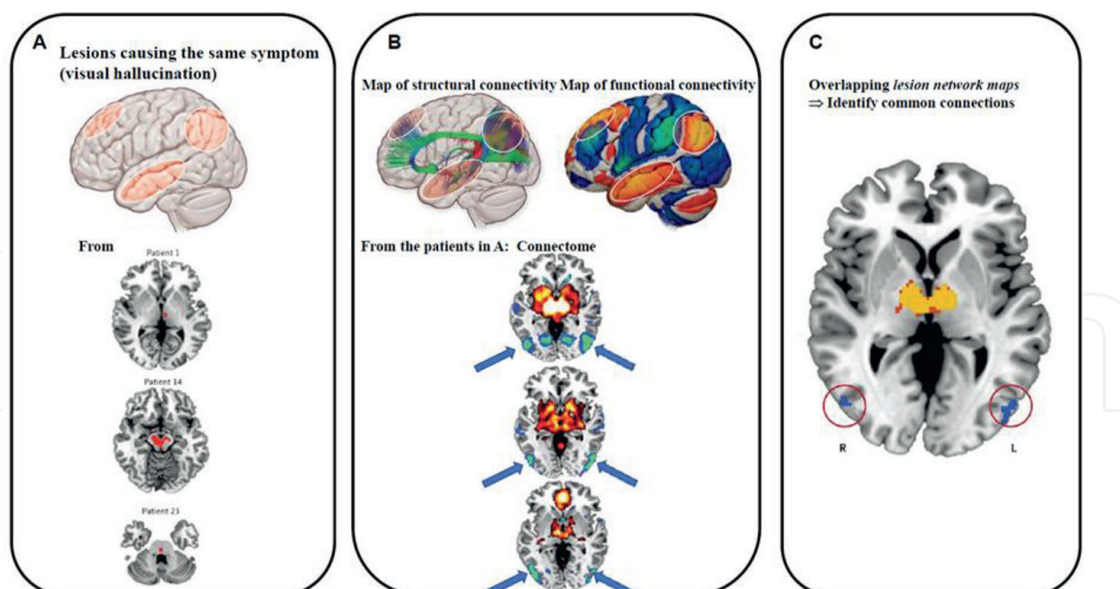 A
Lesions causing the same symptom
(visual hallucination)
From
Patient 1
Patient 14
Patient 23
B
Map of structural connectivity Map of functional connectivity
From the patients in A: Connectome
C
Overlapping lesion network maps
⇒ Identify common connections
R
L